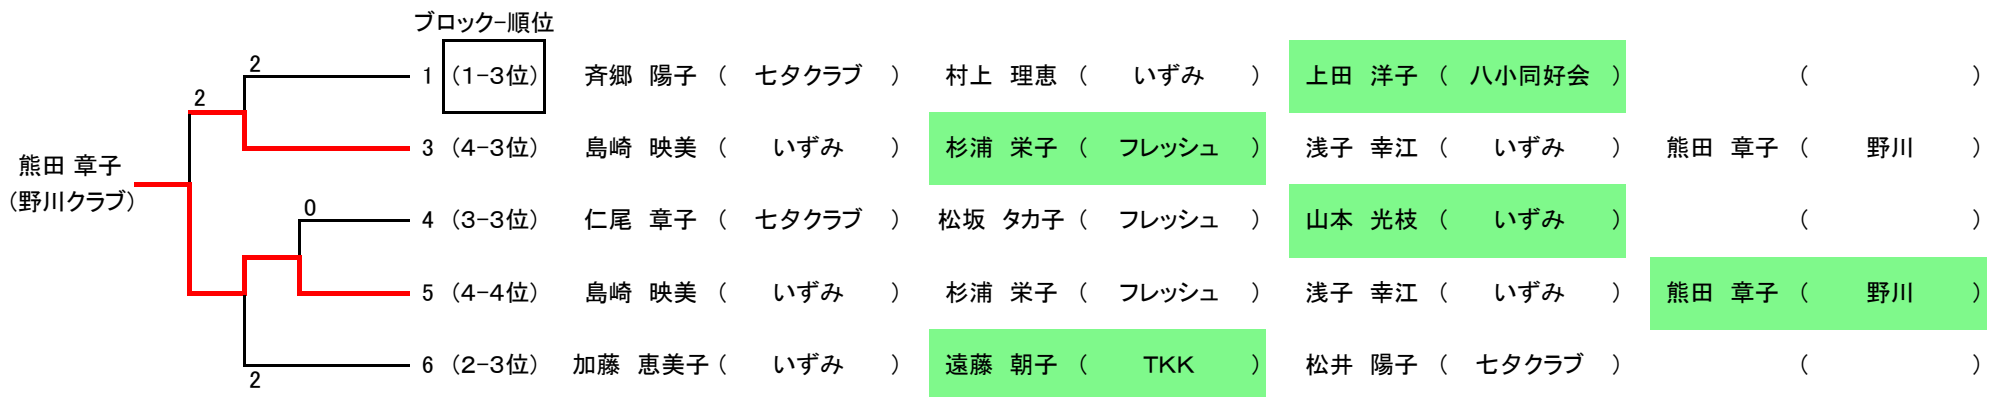 ブロック-順位
2
1 (1-3位) 斉郷 陽子 ( 七夕クラブ ) 村上 理恵 ( いずみ ) 上田 洋子 ( 八小同好会 ) ( )
2
3 (4-3位) 島崎 映美 ( いずみ ) 杉浦 栄子 ( フレッシュ ) 浅子 幸江 ( いずみ ) 熊田 章子 ( 野川 )
熊田 章子
(野川クラブ)
0
4 (3-3位) 仁尾 章子 ( 七夕クラブ ) 松坂 タカ子 ( フレッシュ ) 山本 光枝 ( いずみ ) ( )
5 (4-4位) 島崎 映美 ( いずみ ) 杉浦 栄子 ( フレッシュ ) 浅子 幸江 ( いずみ ) 熊田 章子 ( 野川 )
6 (2-3位) 加藤 恵美子 ( いずみ ) 遠藤 朝子 ( TKK ) 松井 陽子 ( 七夕クラブ ) ( )
2